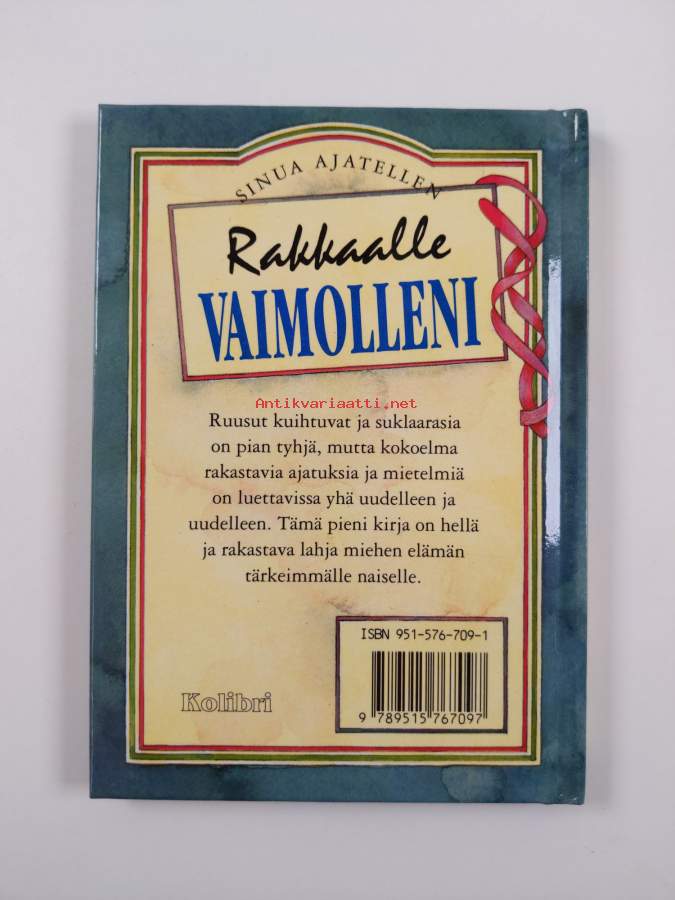 SINUA AJATELLEN
Rakkaalle
VAIMOLLENI
Antikvariaatti.net
Ruusut kuihtuvat ja suklaarasia
on pian tyhjä, mutta kokoelma
rakastavia ajatuksia ja mietelmiä
on luettavissa yhä uudelleen ja
uudelleen. Tämä pieni kirja on hellä
ja rakastava lahja miehen elämän
tärkeimmälle naiselle.
ISBN 951-576-709-1
9 789515 767097
Kolibri